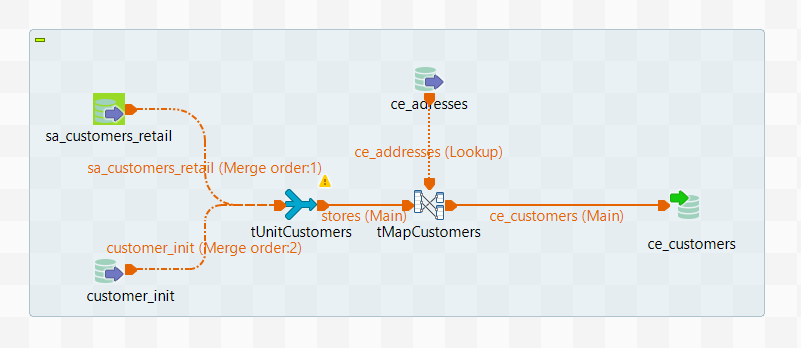 ce_adresses
sa_customers_retail
ce_addresses (Lookup)
sa_customers_retail (Merge order:1)
stores (Main)
ce_customers (Main)
tUnitCustomers
tMapCustomers
ce_customers
customer_init (Merge order:2)
customer_init